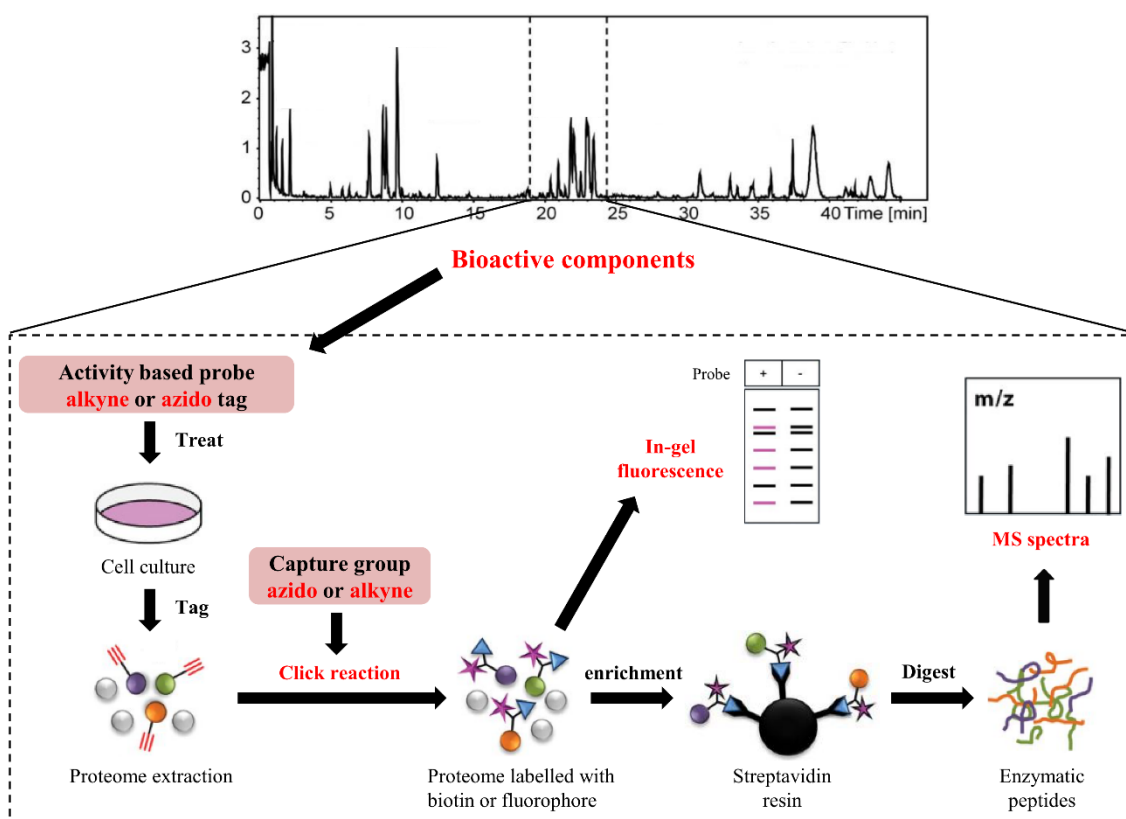 3
2
1
0
0 5 10 15 20 25 30 35 40 Time [min]
Bioactive components
Activity based probe
alkyne or azido tag
Treat
Cell culture
Tag
Proteome extraction
Capture group
azido or alkyne
Click reaction
Proteome labelled with
biotin or fluorophore
In-gel
fluorescence
Probe + -
enrichment
Streptavidin
resin
Digest
Enzymatic
peptides
m/z
MS spectra